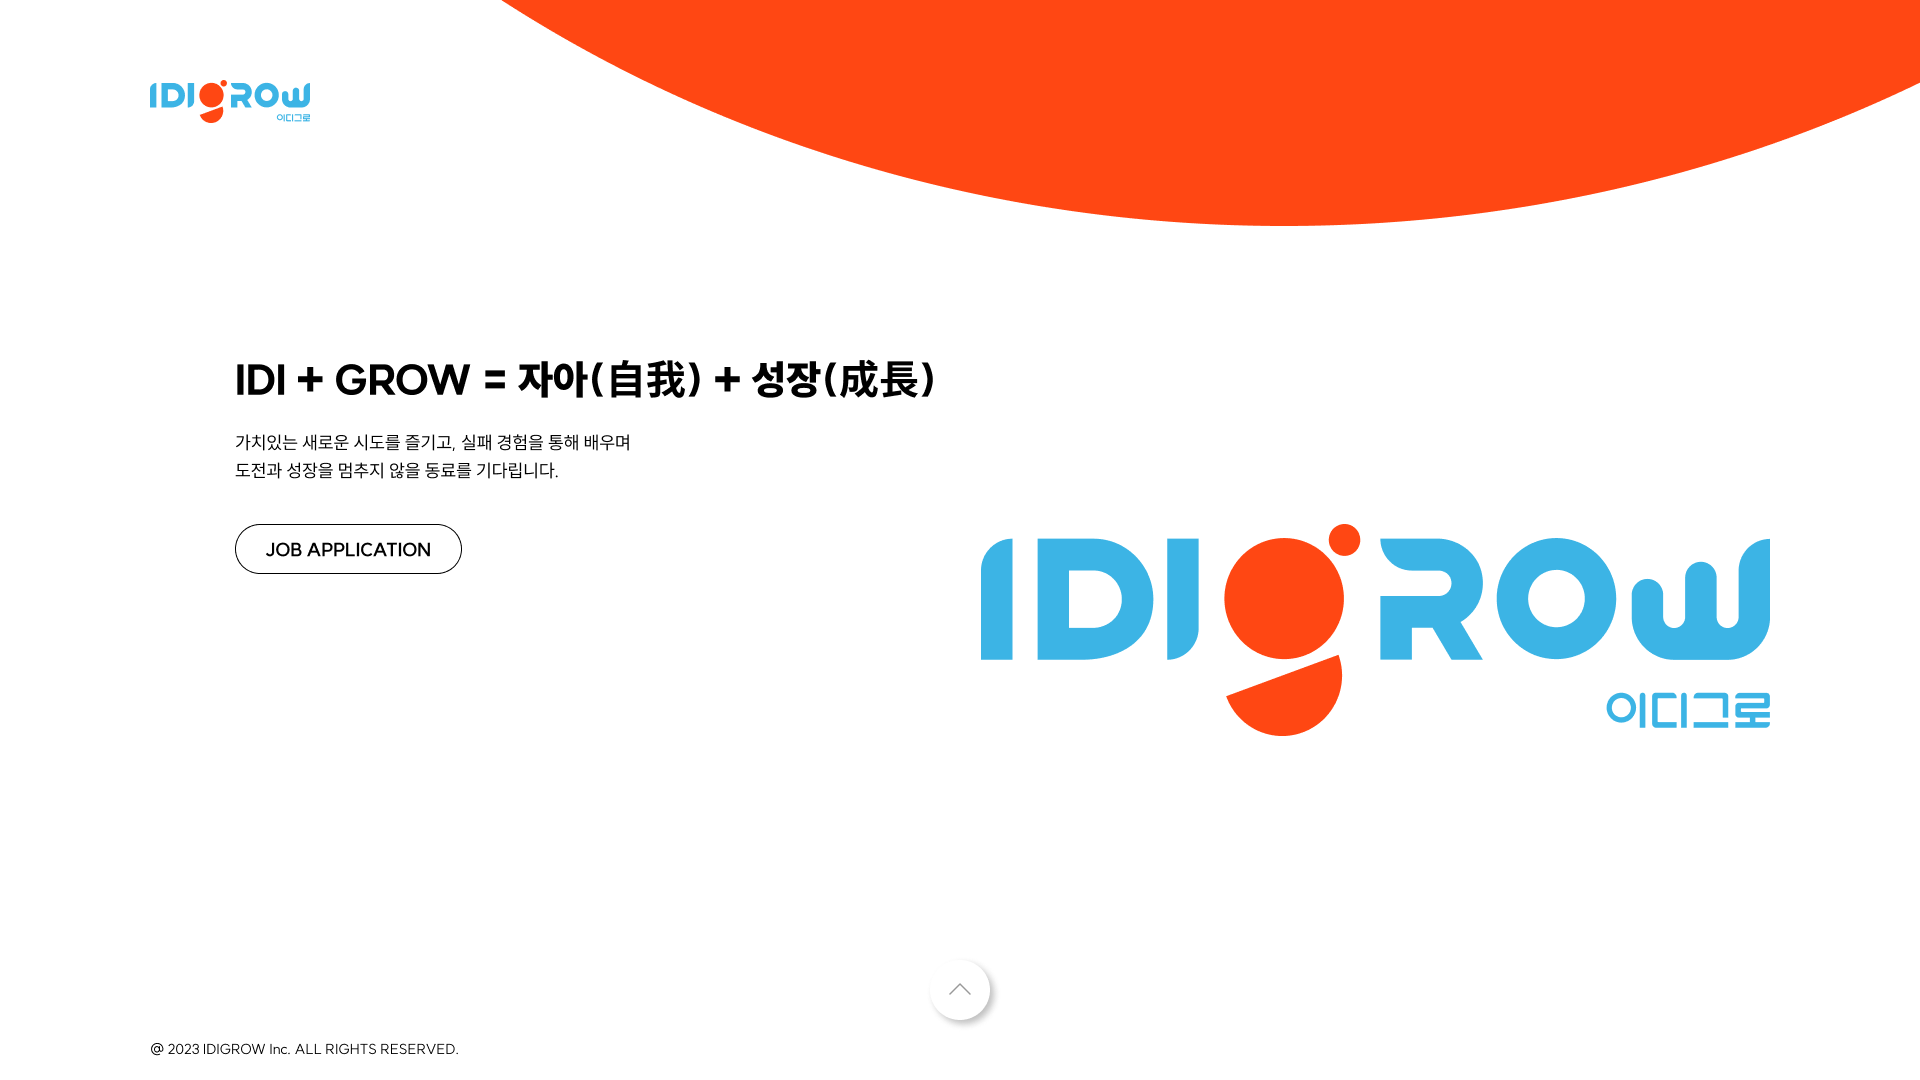 IDIGROW
이디그로
IDI + GROW = 자아(自我) + 성장(成長)
가치있는 새로운 시도를 즐기고, 실패 경험을 통해 배우며
도전과 성장을 멈추지 않을 동료를 기다립니다.
JOB APPLICATION
IDIgROW
이디그로
@ 2023 IDIGROW Inc. ALL RIGHTS RESERVED.